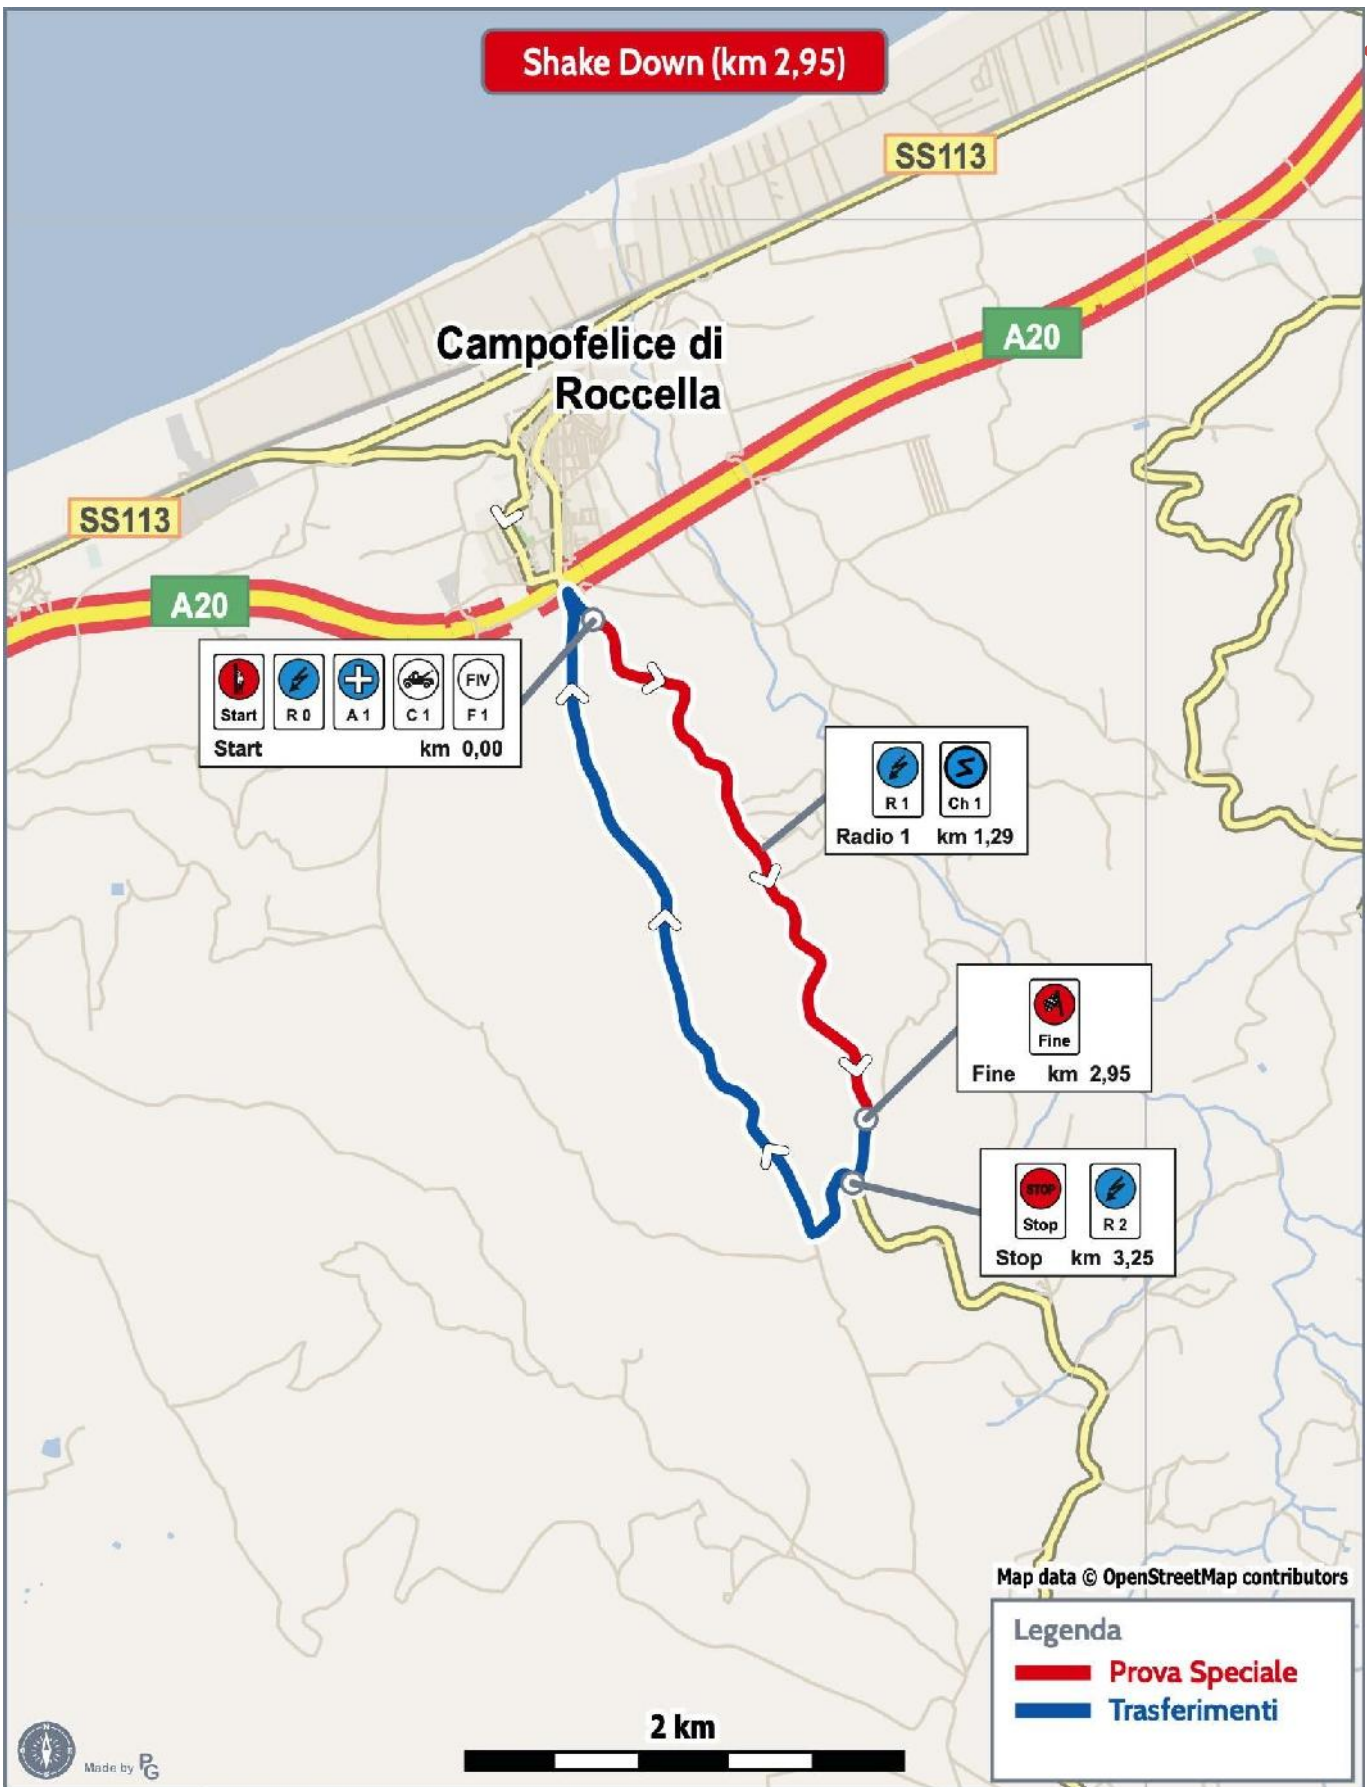 Shake Down (km 2,95)
SS113
A20
Campofelice di
Roccella
SS113
A20
Start
R 0
A 1
C 1
FIV
F 1
Start km 0,00
R 1
Ch 1
Radio 1 km 1,29
Fine
Fine km 2,95
STOP
Stop
R 2
Stop km 3,25
Map data © OpenStreetMap contributors
Legenda
Prova Speciale
Trasferimenti
2 km
Made by PG